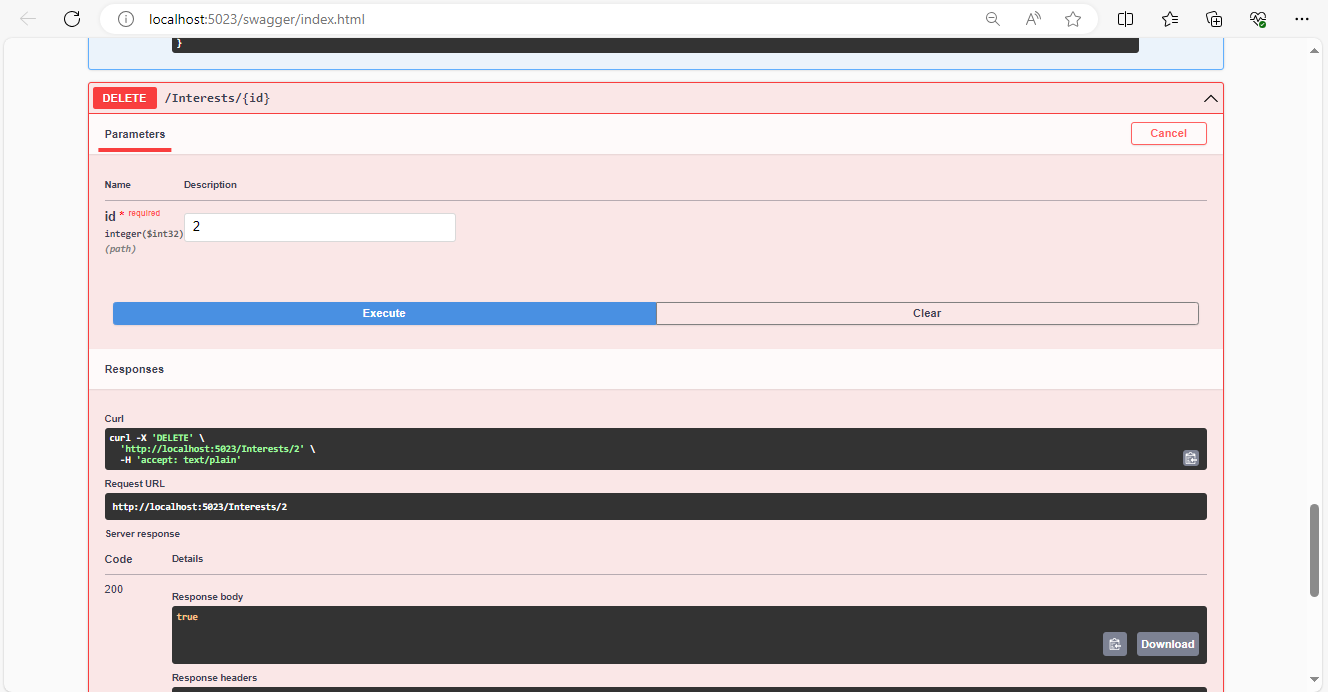 localhost:5023/swagger/index.html
}
DELETE /Interests/{id}
Parameters
Cancel
Name Description
id * required
integer($int32)
(path)
2
Execute Clear
Responses
Curl
curl -X 'DELETE' \
'http://localhost:5023/Interests/2' \
-H 'accept: text/plain'
Request URL
http://localhost:5023/Interests/2
Server response
Code Details
200
Response body
true
Download
Response headers